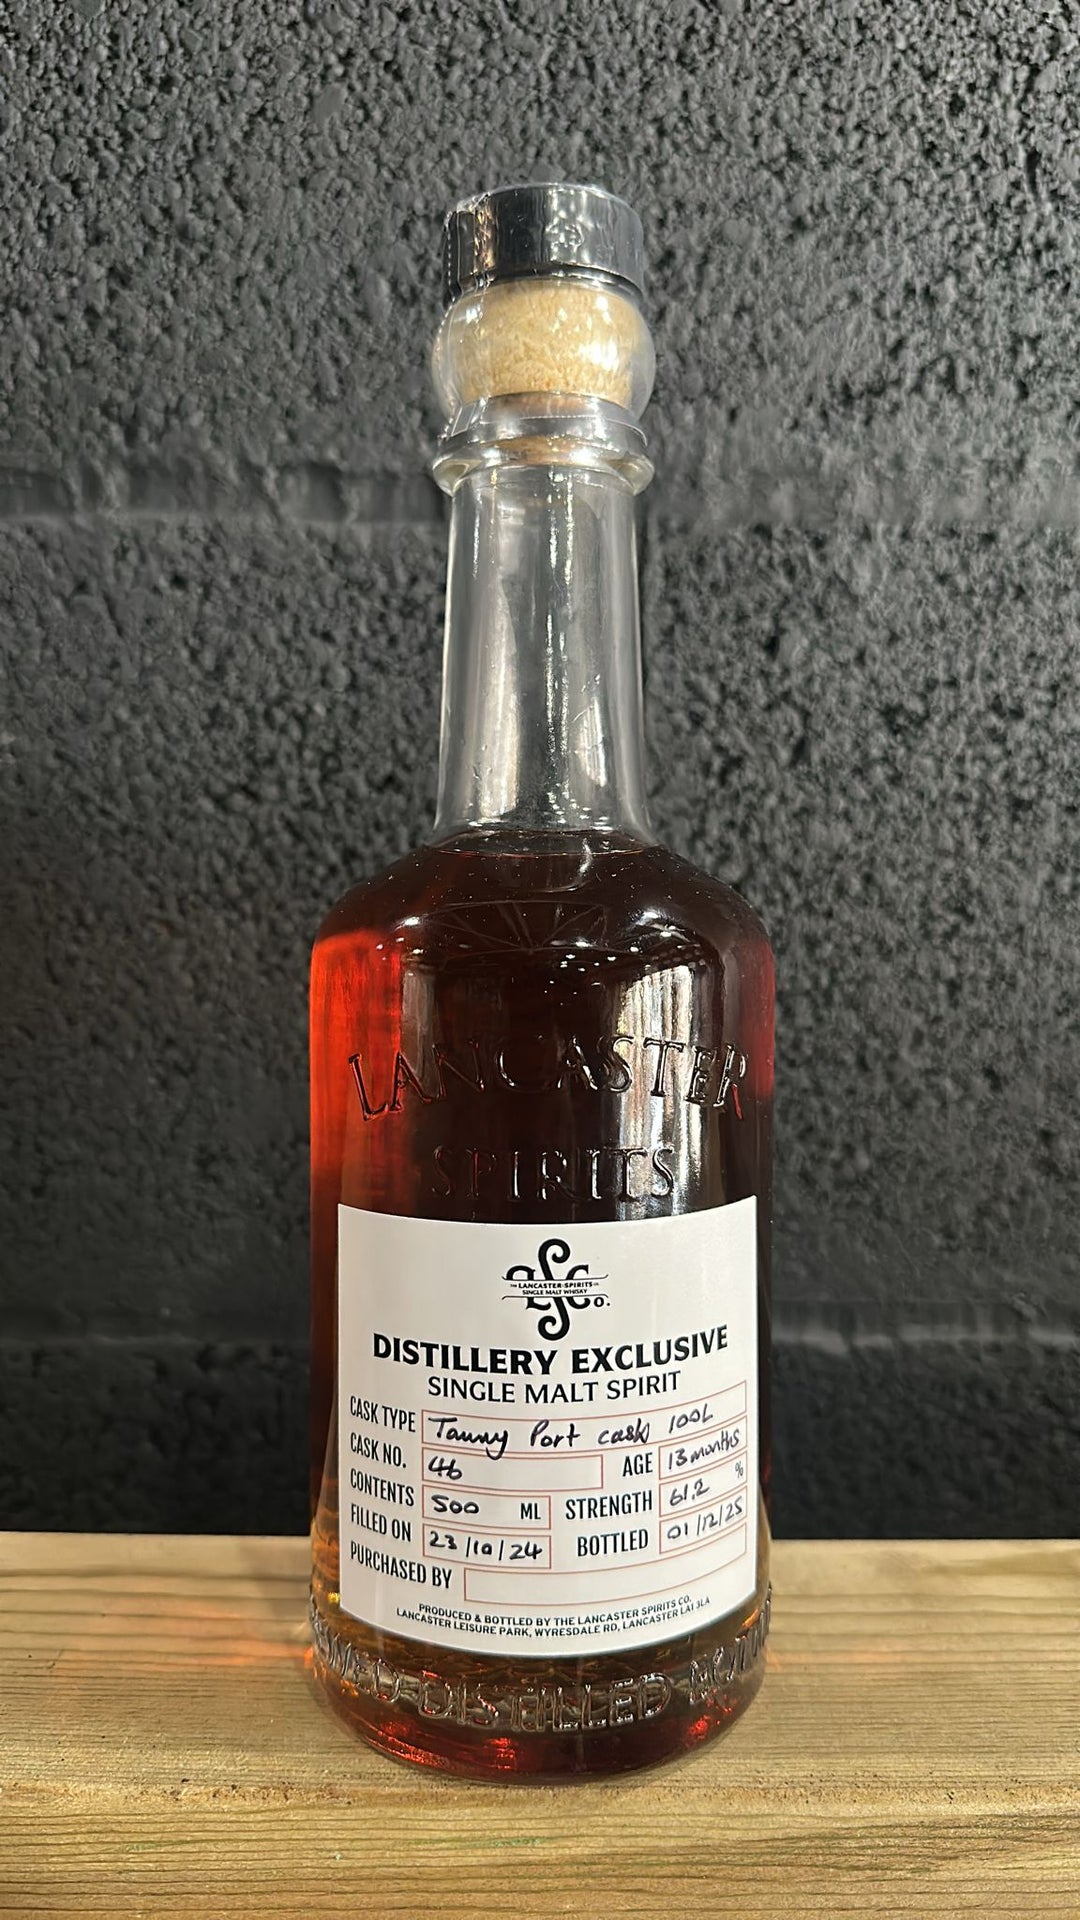 LANCASTER
SPIRITS
THE LANCASTER SPIRITS
SINGLE MALT WHISKY
LSCo.
DISTILLERY EXCLUSIVE
SINGLE MALT SPIRIT
CASK TYPE Tawny Port cask 100L
CASK NO. 46 AGE 13 months
CONTENTS 500 ML STRENGTH 61.2 %
FILLED ON 23/10/24 BOTTLED 01/12/25
PURCHASED BY
PRODUCED & BOTTLED BY THE LANCASTER SPIRITS CO.
LANCASTER LEISURE PARK, WYRESDALE RD, LANCASTER LA1 3LA
DISTILLED